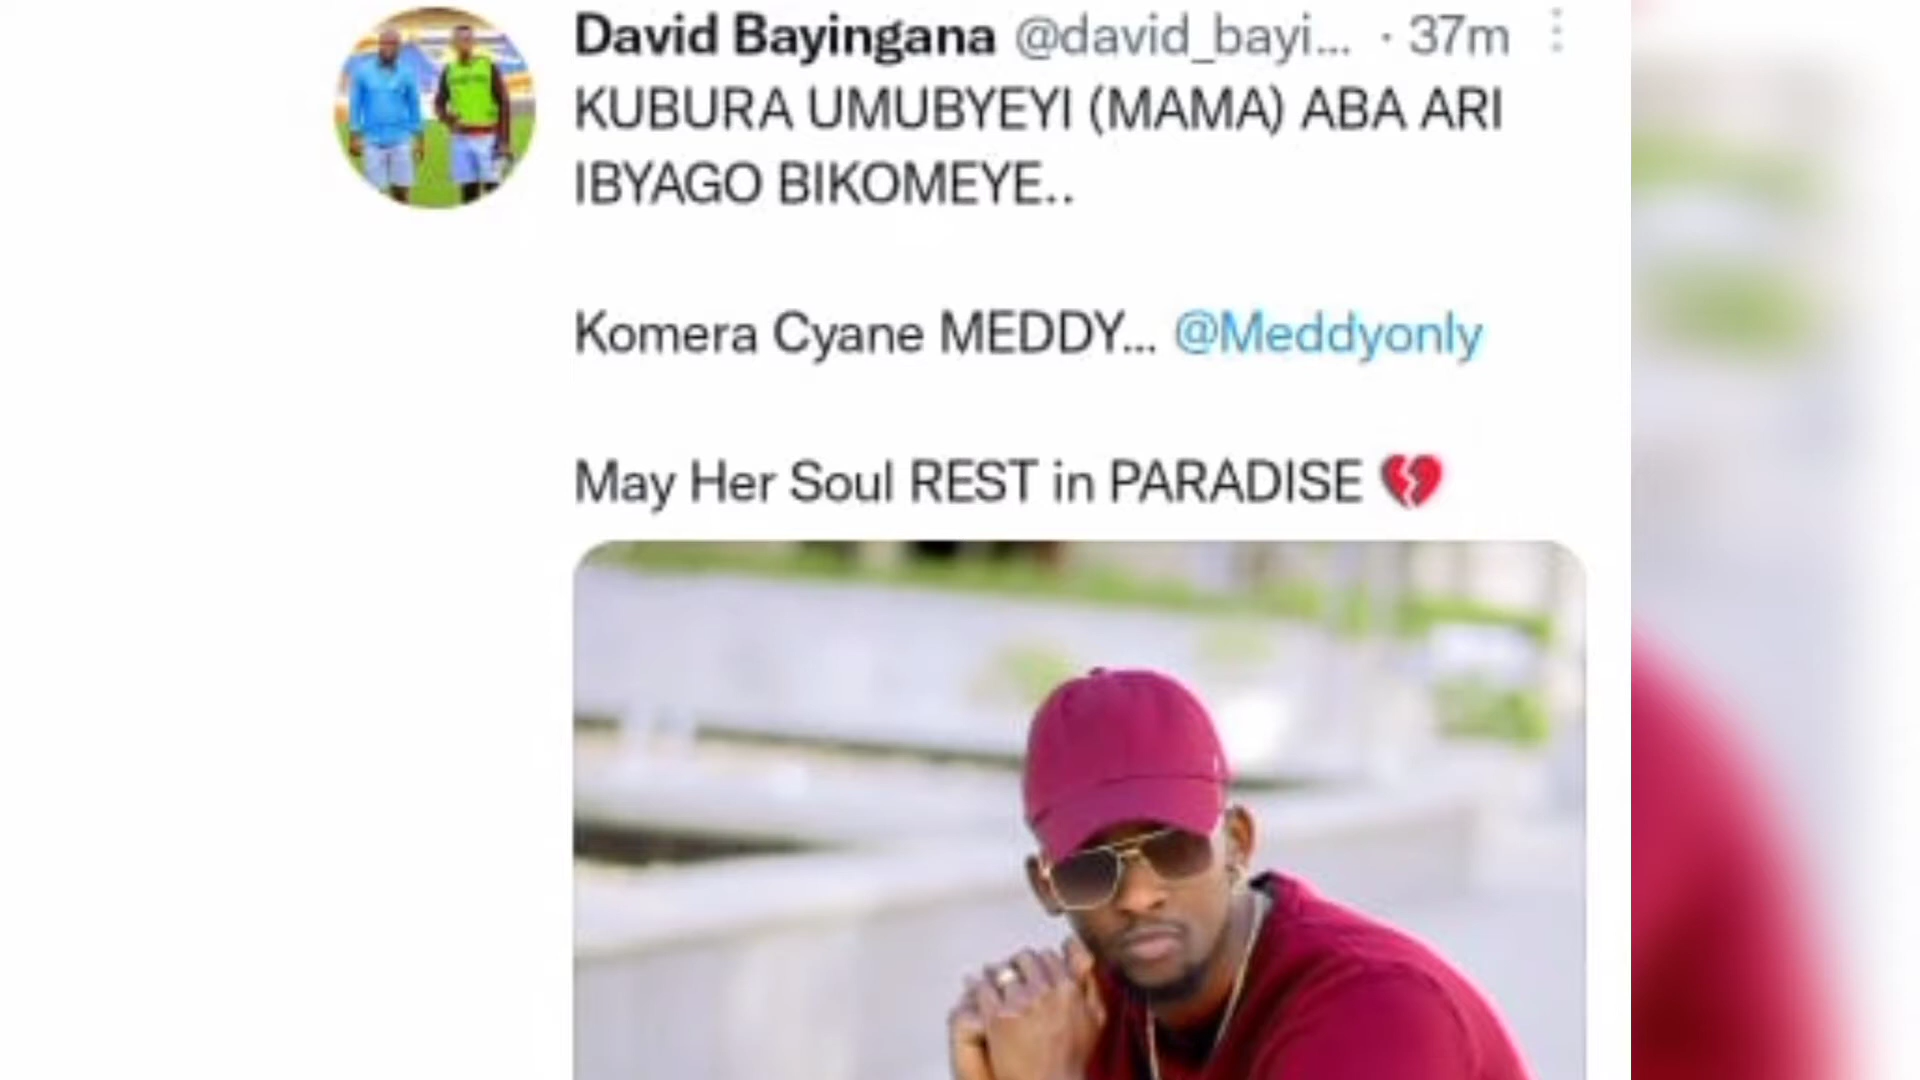 David Bayingana @david_bayi... · 37m
KUBURA UMUBYEYI (MAMA) ABA ARI
IBYAGO BIKOMEYE..
Komera Cyane MEDDY... @Meddyonly
May Her Soul REST in PARADISE 💔